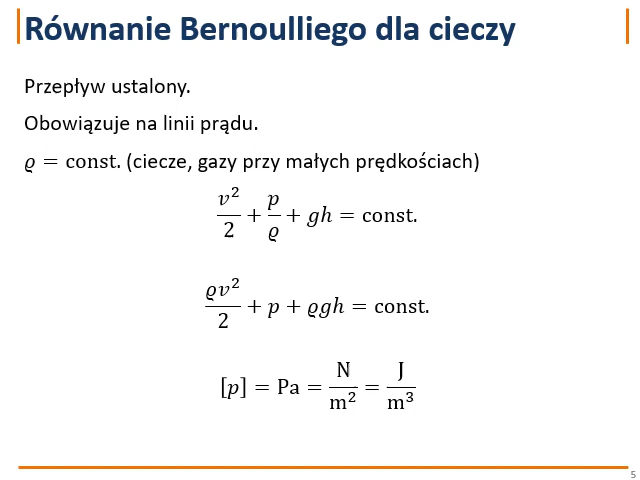 Równanie Bernoulliego dla cieczy
Przepływ ustalony.
Obowiązuje na linii prądu.
ϱ = const. (ciecze, gazy przy małych prędkościach)
v²/2 + p/ϱ + gh = const.
ϱv²/2 + p + ϱgh = const.
[p] = Pa = N/m² = J/m³
5